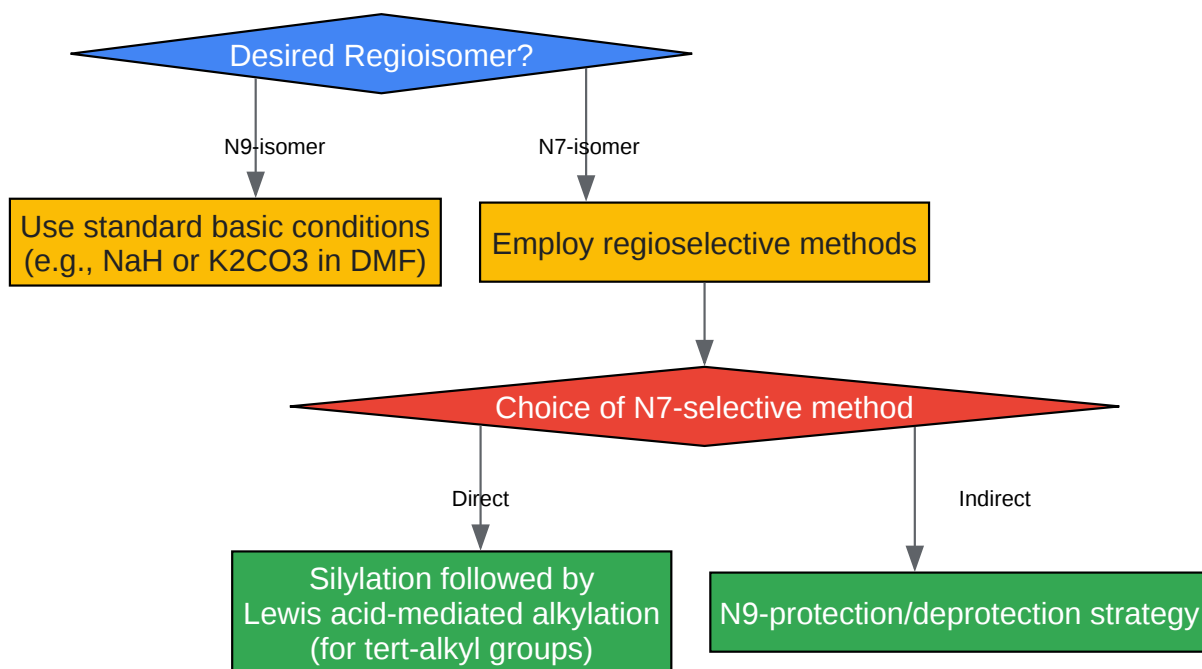 Desired Regioisomer?
N9-isomer
N7-isomer
Use standard basic conditions
(e.g., NaH or K2CO3 in DMF)
Employ regioselective methods
Choice of N7-selective method
Direct
Indirect
Silylation followed by
Lewis acid-mediated alkylation
(for tert-alkyl groups)
N9-protection/deprotection strategy